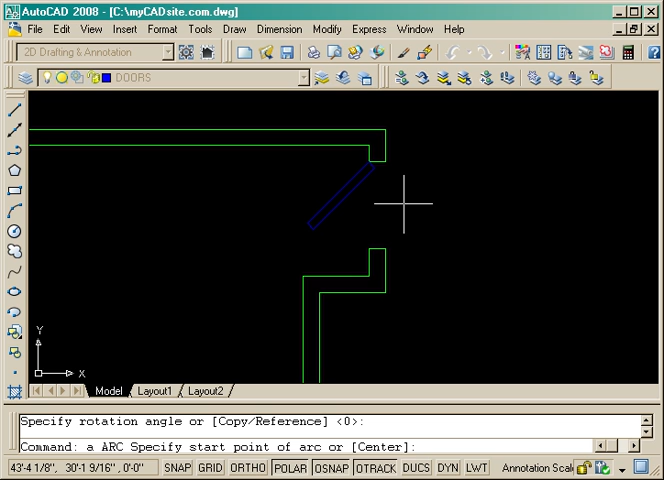 AutoCAD 2008 - [C:\myCADsite.com.dwg]
File Edit View Insert Format Tools Draw Dimension Modify Express Window Help
2D Drafting & Annotation
DOORS
Y
X
Model Layout1 Layout2
Specify rotation angle or [Copy/Reference] <0>:
Command: a ARC Specify start point of arc or [Center]:
43'-4 1/8", 30'-1 9/16", 0'-0" SNAP GRID ORTHO POLAR OSNAP OTRACK DUCS DYN LWT Annotation Scal